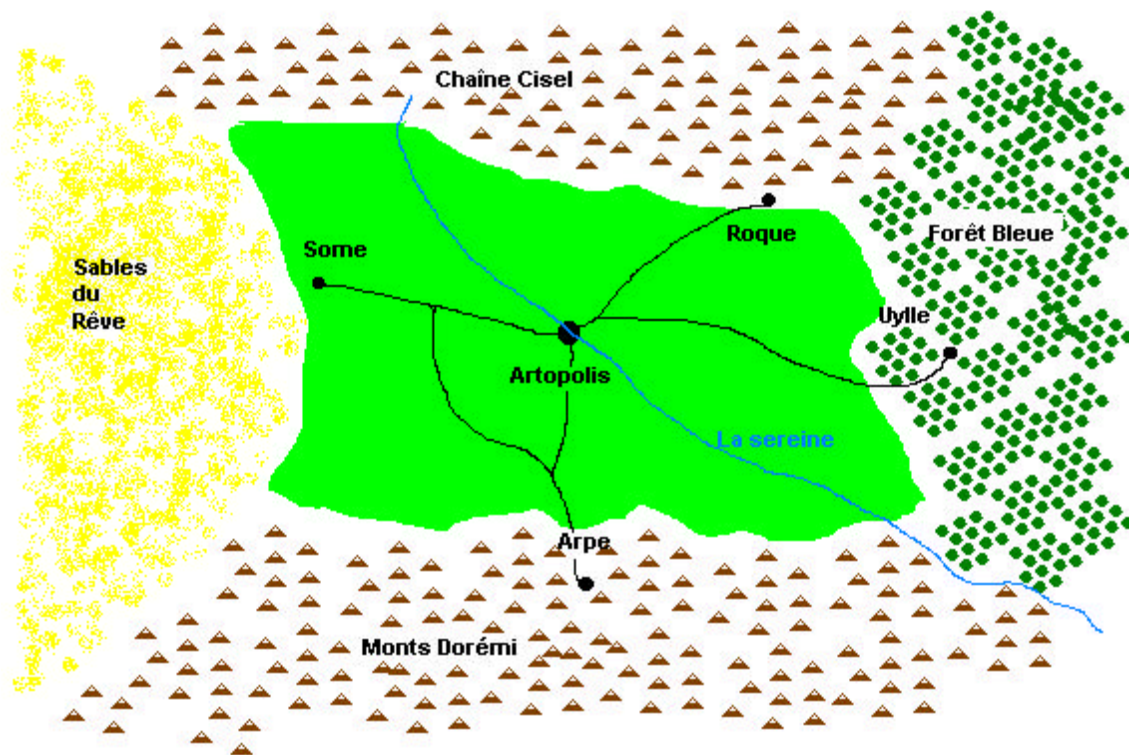 Chaîne Cisel
Some
Roque
Forêt Bleue
Sables
du
Rêve
Uylle
Artopolis
La sereine
Arpe
Monts Dorémi